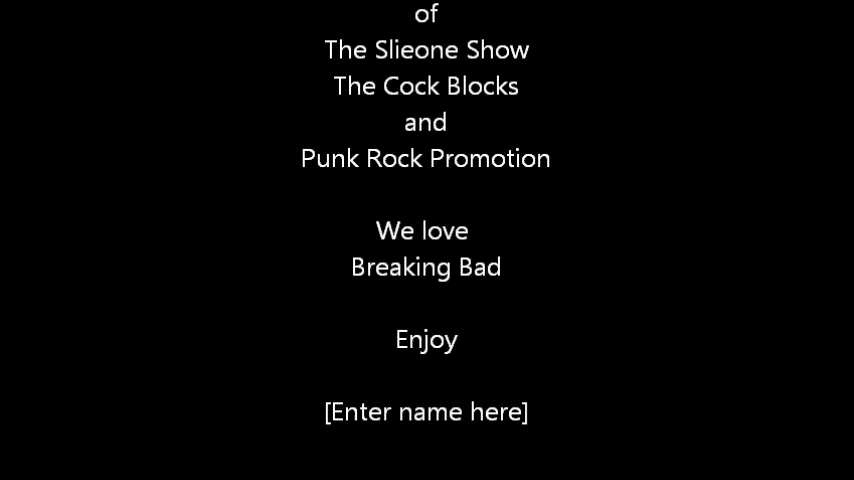 of
The Slieone Show
The Cock Blocks
and
Punk Rock Promotion
We love
Breaking Bad
Enjoy
[Enter name here]